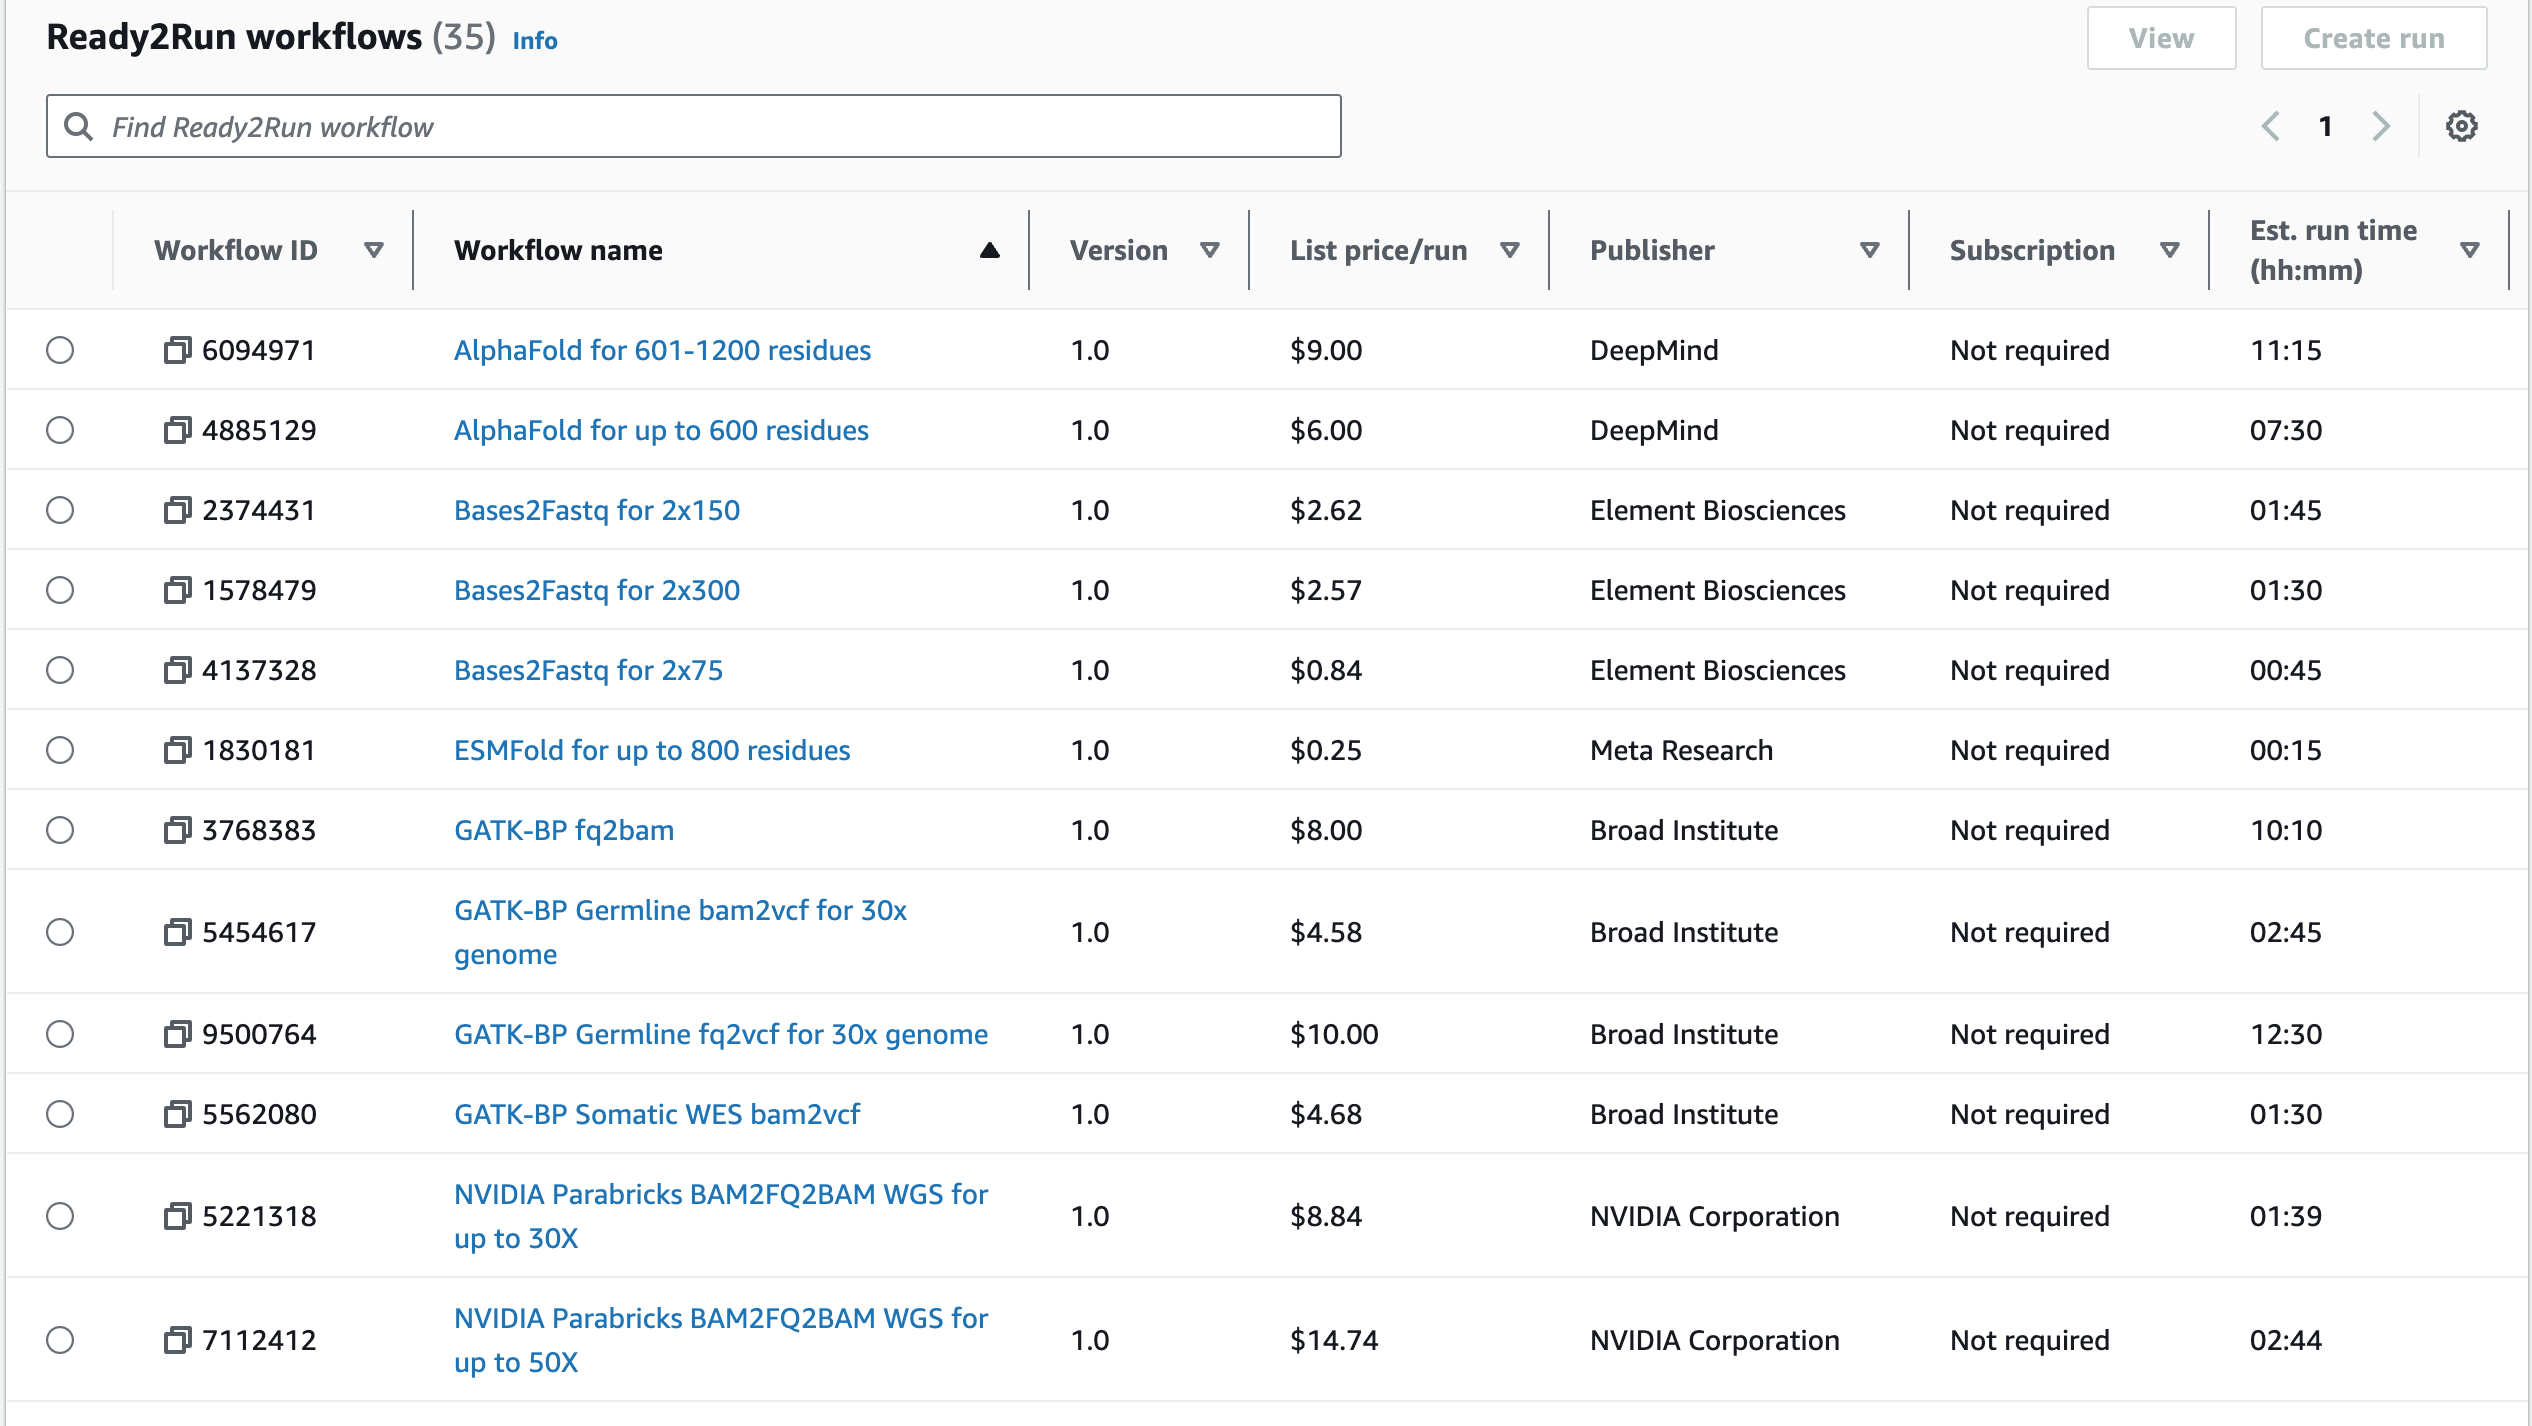 Ready2Run workflows (35) Info
View
Create run
Find Ready2Run workflow
1
Workflow ID Workflow name Version List price/run Publisher Subscription Est. run time (hh:mm)
6094971 AlphaFold for 601-1200 residues 1.0 $9.00 DeepMind Not required 11:15
4885129 AlphaFold for up to 600 residues 1.0 $6.00 DeepMind Not required 07:30
2374431 Bases2Fastq for 2x150 1.0 $2.62 Element Biosciences Not required 01:45
1578479 Bases2Fastq for 2x300 1.0 $2.57 Element Biosciences Not required 01:30
4137328 Bases2Fastq for 2x75 1.0 $0.84 Element Biosciences Not required 00:45
1830181 ESMFold for up to 800 residues 1.0 $0.25 Meta Research Not required 00:15
3768383 GATK-BP fq2bam 1.0 $8.00 Broad Institute Not required 10:10
5454617 GATK-BP Germline bam2vcf for 30x genome 1.0 $4.58 Broad Institute Not required 02:45
9500764 GATK-BP Germline fq2vcf for 30x genome 1.0 $10.00 Broad Institute Not required 12:30
5562080 GATK-BP Somatic WES bam2vcf 1.0 $4.68 Broad Institute Not required 01:30
5221318 NVIDIA Parabricks BAM2FQ2BAM WGS for up to 30X 1.0 $8.84 NVIDIA Corporation Not required 01:39
7112412 NVIDIA Parabricks BAM2FQ2BAM WGS for up to 50X 1.0 $14.74 NVIDIA Corporation Not required 02:44